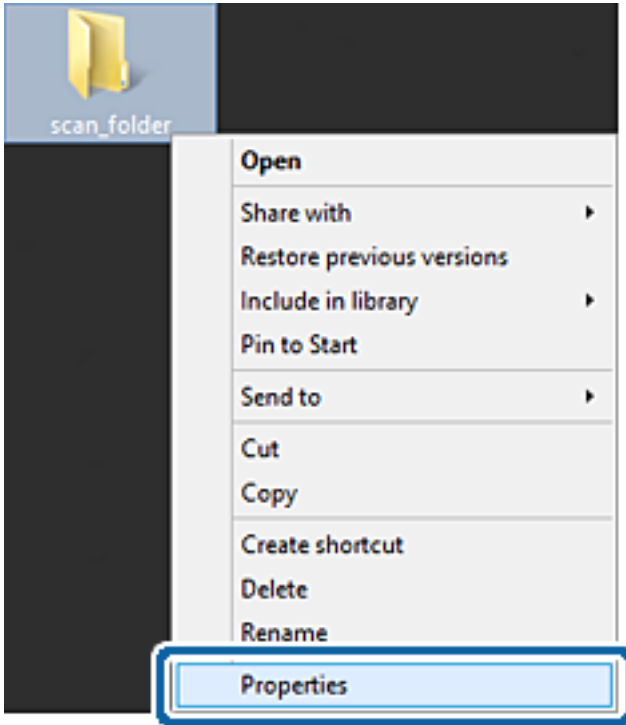 scan_folder
Open
Share with
Restore previous versions
Include in library
Pin to Start
Send to
Cut
Copy
Create shortcut
Delete
Rename
Properties